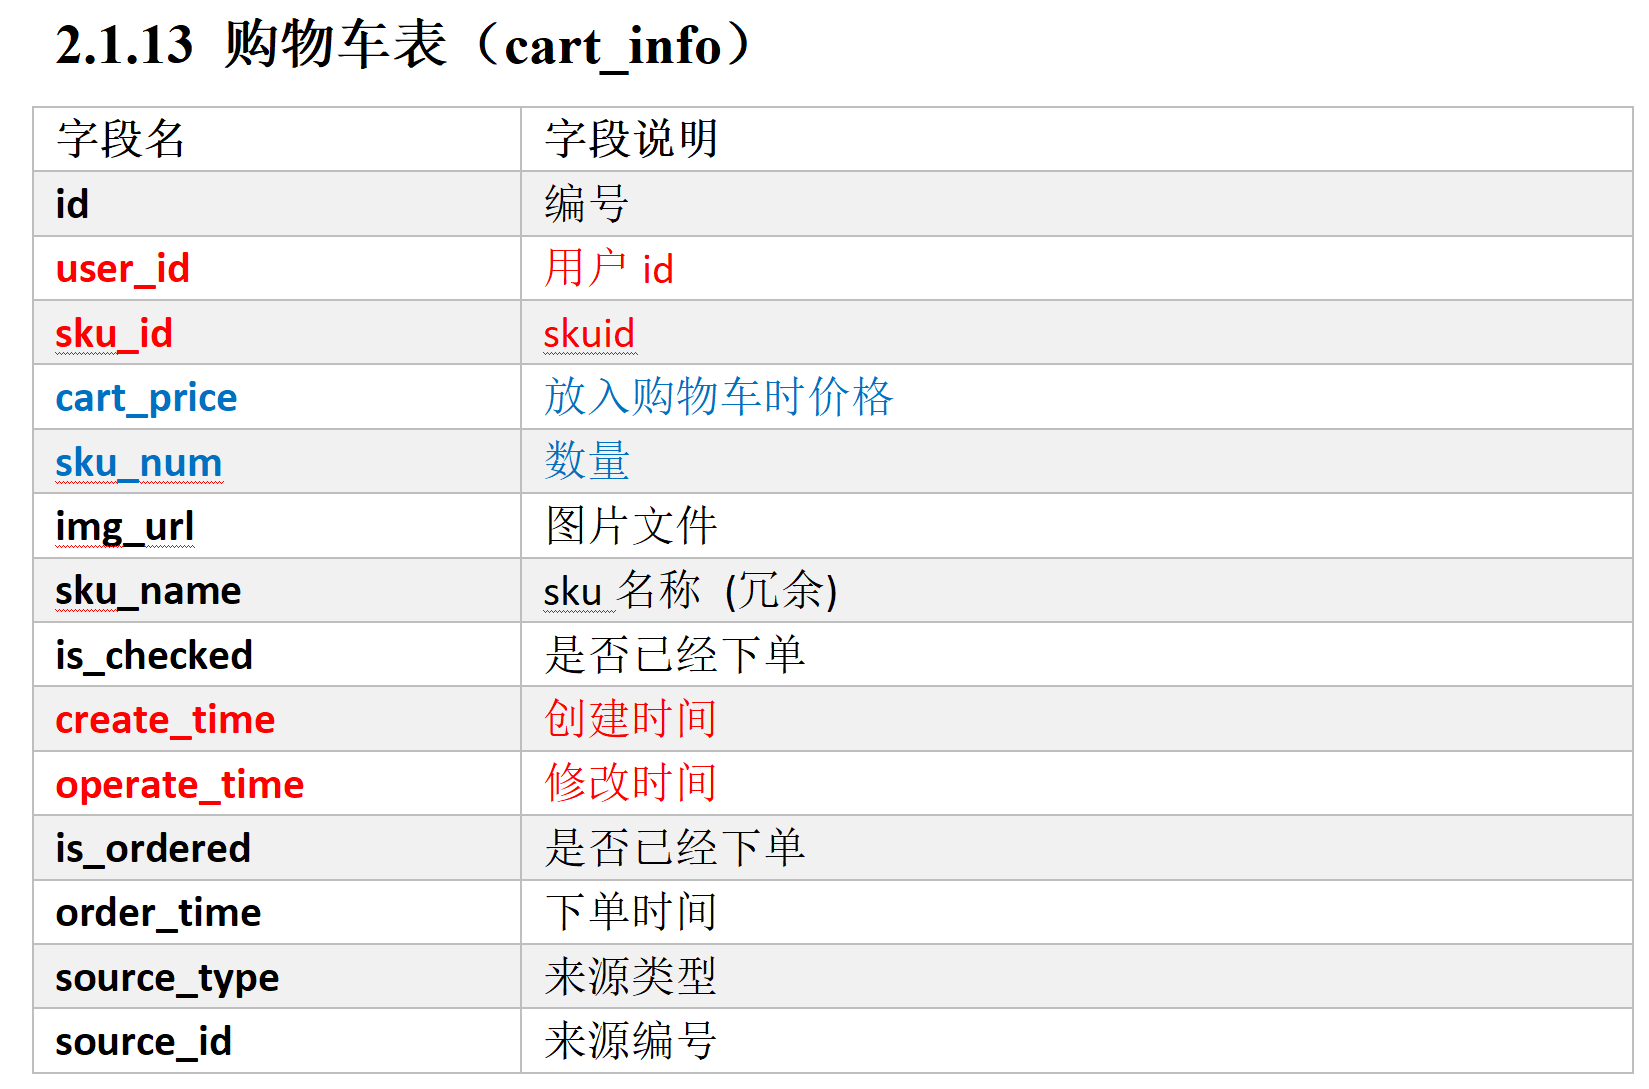 2.1.13 购物车表（cart_info）
字段名 字段说明
id 编号
user_id 用户 id
sku_id skuid
cart_price 放入购物车时价格
sku_num 数量
img_url 图片文件
sku_name sku 名称 (冗余)
is_checked 是否已经下单
create_time 创建时间
operate_time 修改时间
is_ordered 是否已经下单
order_time 下单时间
source_type 来源类型
source_id 来源编号